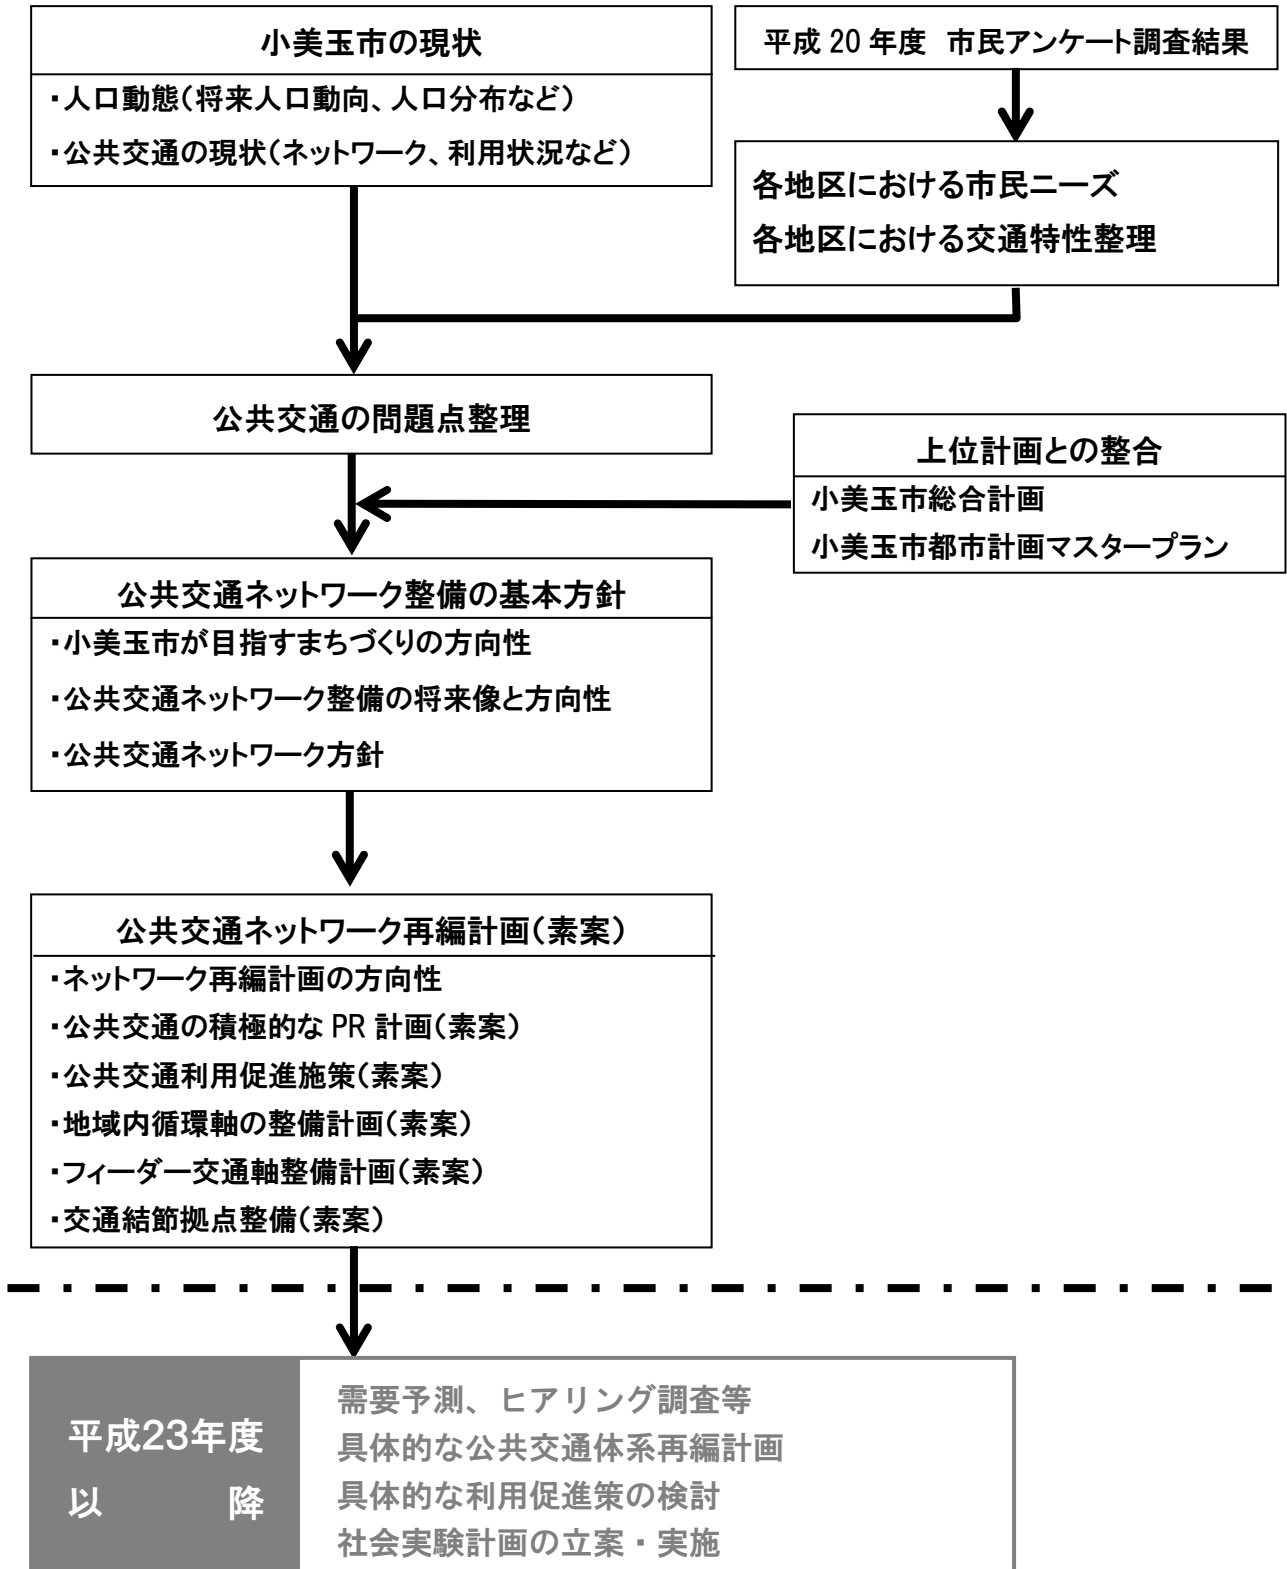 小美玉市の現状
・人口動態（将来人口動向、人口分布など）
・公共交通の現状（ネットワーク、利用状況など）
平成 20 年度 市民アンケート調査結果
各地区における市民ニーズ
各地区における交通特性整理
公共交通の問題点整理
上位計画との整合
小美玉市総合計画
小美玉市都市計画マスタープラン
公共交通ネットワーク整備の基本方針
・小美玉市が目指すまちづくりの方向性
・公共交通ネットワーク整備の将来像と方向性
・公共交通ネットワーク方針
公共交通ネットワーク再編計画（素案）
・ネットワーク再編計画の方向性
・公共交通の積極的な PR 計画（素案）
・公共交通利用促進施策（素案）
・地域内循環軸の整備計画（素案）
・フィーダー交通軸整備計画（素案）
・交通結節拠点整備（素案）
平成23年度
以 降
需要予測、ヒアリング調査等
具体的な公共交通体系再編計画
具体的な利用促進策の検討
社会実験計画の立案・実施